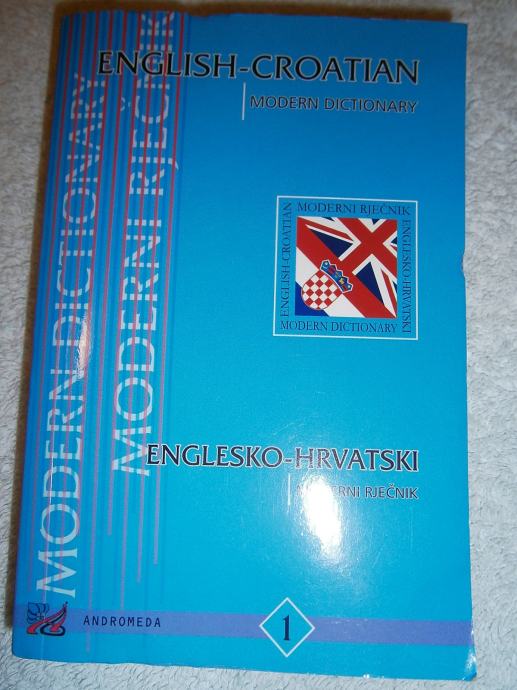 ENGLISH-CROATIAN
MODERN DICTIONARY
MODERN DICTIONARY
MODERNI RJEČNIK
MODERNI RJEČNIK
ENGLISH-CROATIAN
ENGLESKO-HRVATSKI
MODERN DICTIONARY
ENGLESKO-HRVATSKI
MODERNI RJEČNIK
ANDROMEDA
1